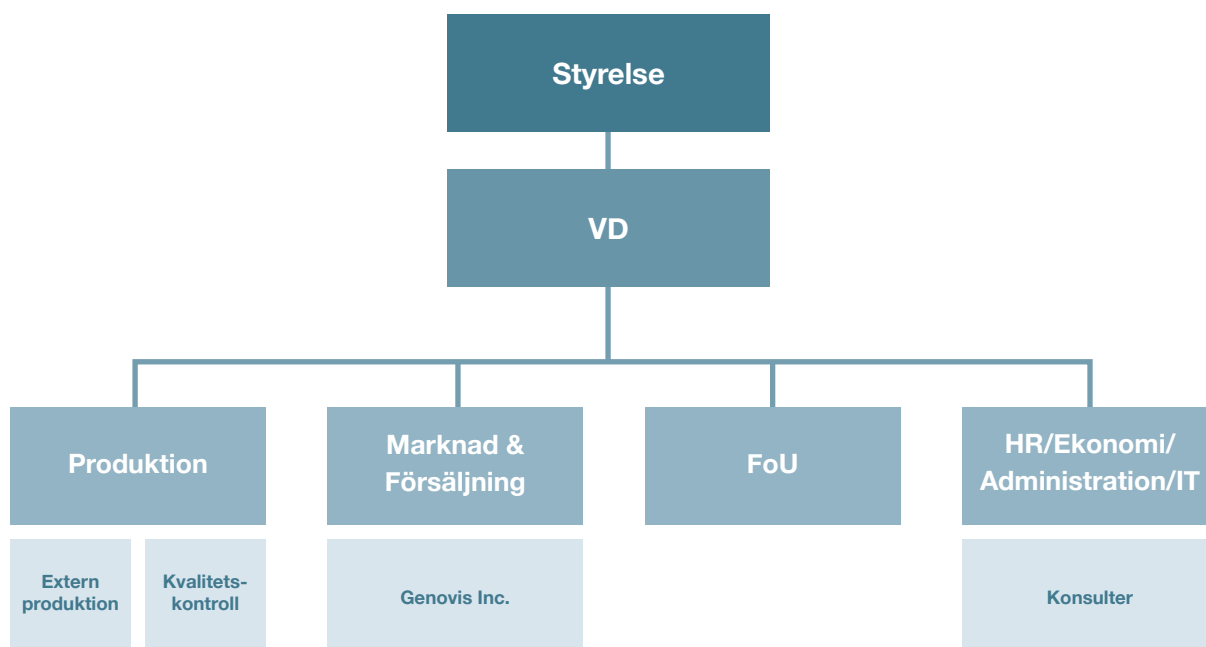 Styrelse
VD
Produktion
Marknad &
Försäljning
FoU
HR/Ekonomi/
Administration/IT
Extern
produktion
Kvalitets-
kontroll
Genovis Inc.
Konsulter